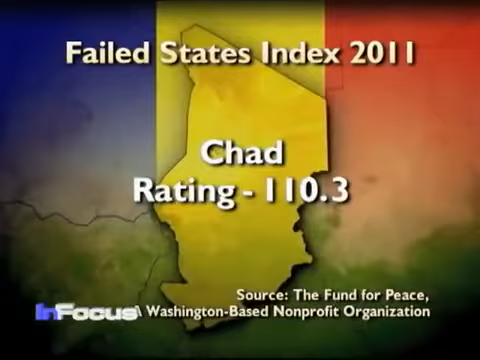 Failed States Index 2011
Chad
Rating - 110.3
Source: The Fund for Peace,
A Washington-Based Nonprofit Organization
InFocus